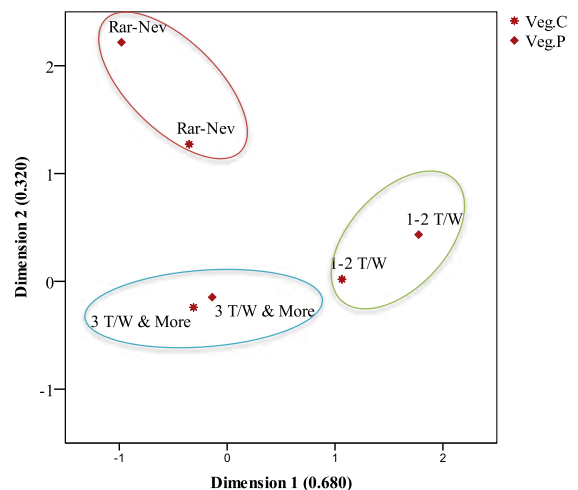 Veg.C
Veg.P
Rar-Nev
Rar-Nev
1-2 T/W
1-2 T/W
3 T/W & More
3 T/W & More
Dimension 2 (0.320)
2
1
0
-1
-1
0
1
2
Dimension 1 (0.680)